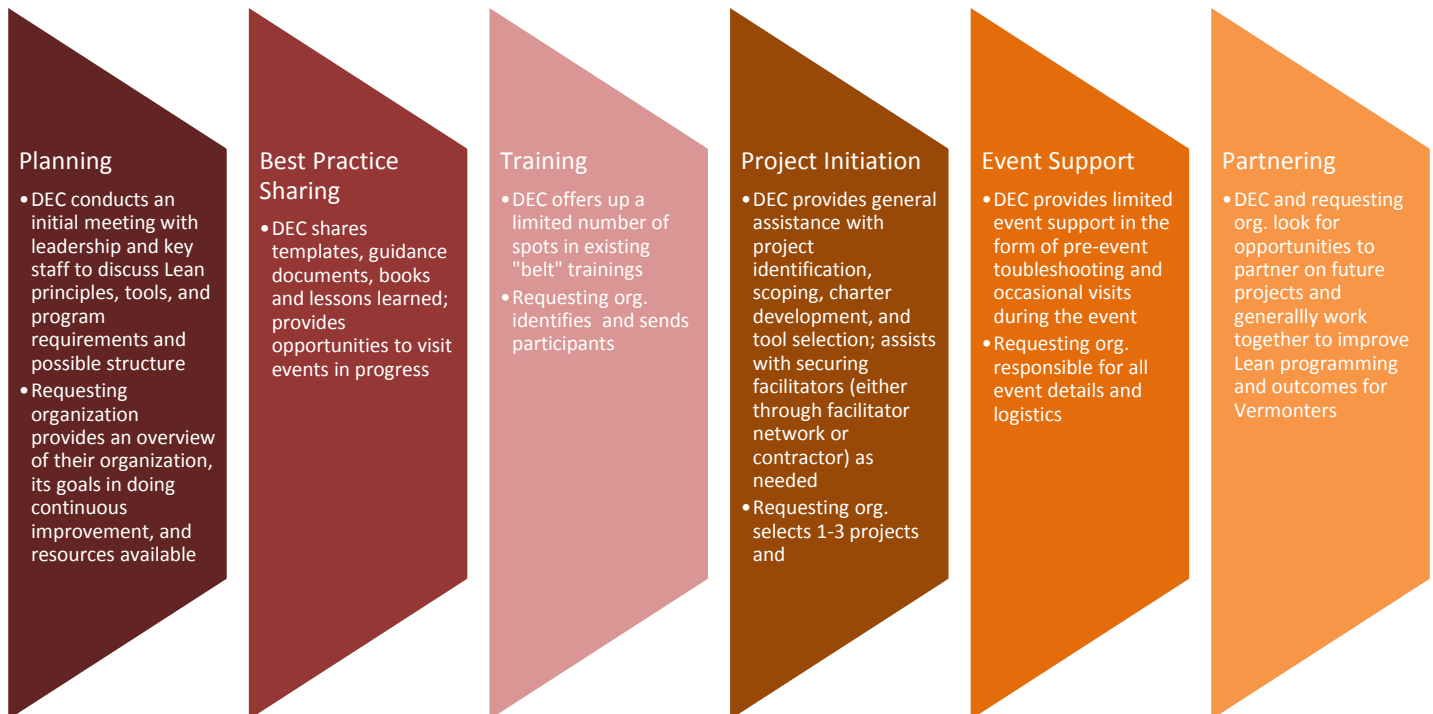 Planning
•DEC conducts an
initial meeting with
leadership and key
staff to discuss Lean
principles, tools, and
program
requirements and
possible structure
•Requesting
organization
provides an overview
of their organization,
its goals in doing
continuous
improvement, and
resources available
Best Practice
Sharing
•DEC shares
templates, guidance
documents, books
and lessons learned;
provides
opportunities to visit
events in progress
Training
•DEC offers up a
limited number of
spots in existing
"belt" trainings
•Requesting org.
identifies and sends
participants
Project Initiation
•DEC provides general
assistance with
project
identification,
scoping, charter
development, and
tool selection; assists
with securing
facilitators (either
through facilitator
network or
contractor) as
needed
•Requesting org.
selects 1-3 projects
and
Event Support
•DEC provides limited
event support in the
form of pre-event
toubleshooting and
occasional visits
during the event
•Requesting org.
responsible for all
event details and
logistics
Partnering
•DEC and requesting
org. look for
opportunities to
partner on future
projects and
generallly work
together to improve
Lean programming
and outcomes for
Vermonters